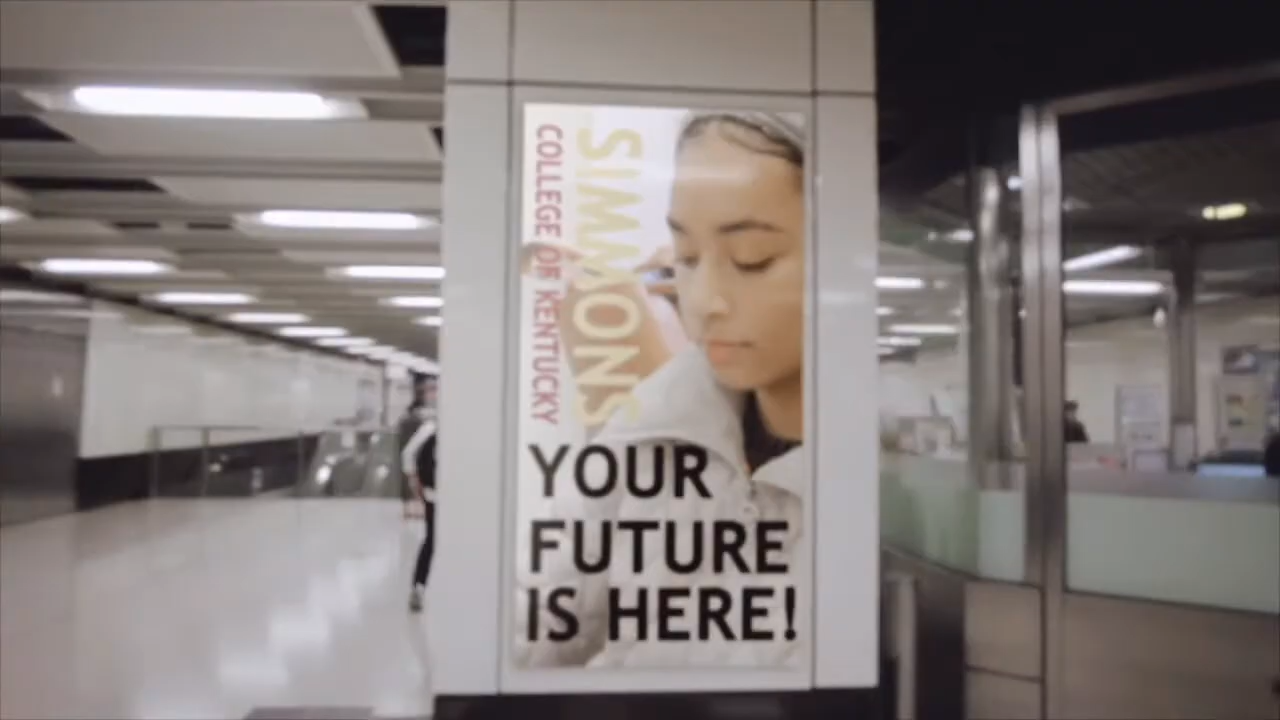 SIMMONS
COLLEGE OF KENTUCKY
YOUR
FUTURE
IS HERE!